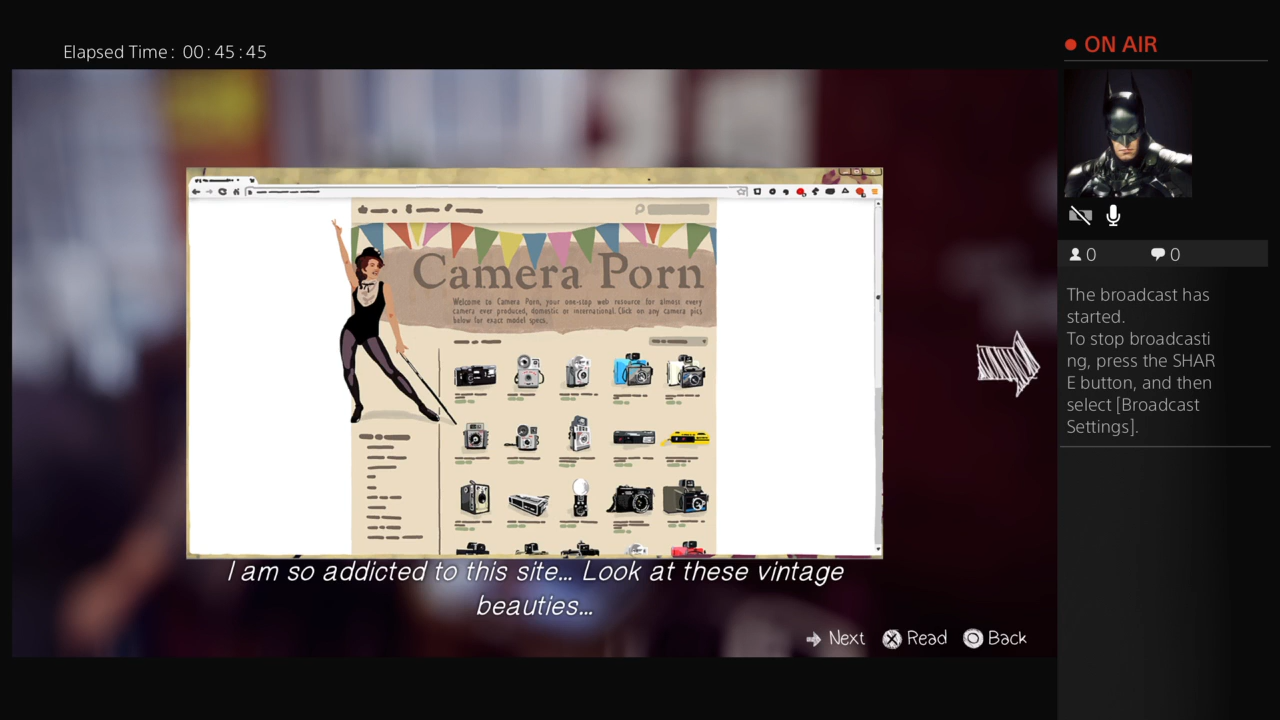 Elapsed Time: 00:45:45
ON AIR
0
0
The broadcast has
started.
To stop broadcasti
ng, press the SHAR
E button, and then
select [Broadcast
Settings].
Camera Porn
Welcome to Camera Porn, your one-stop web resource for almost every
camera ever produced, domestic or international. Click on any camera pics
below for exact model specs.
I am so addicted to this site... Look at these vintage
beauties...
Next
Read
Back